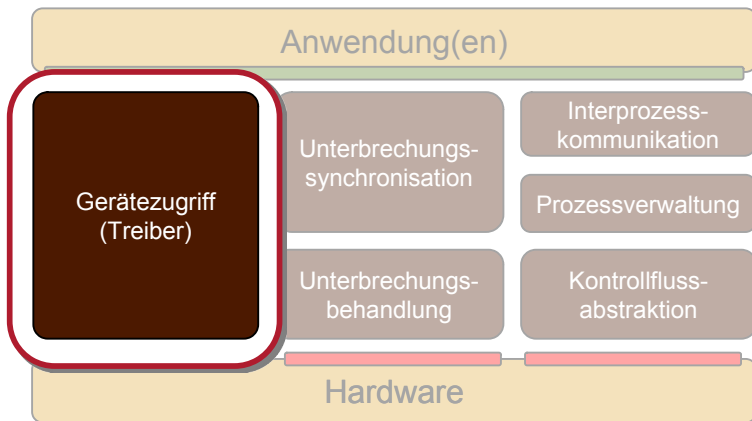 Anwendung(en)
Gerätezugriff
(Treiber)
Unterbrechungs-
synchronisation
Unterbrechungs-
behandlung
Interprozess-
kommunikation
Prozessverwaltung
Kontrollfluss-
abstraktion
Hardware